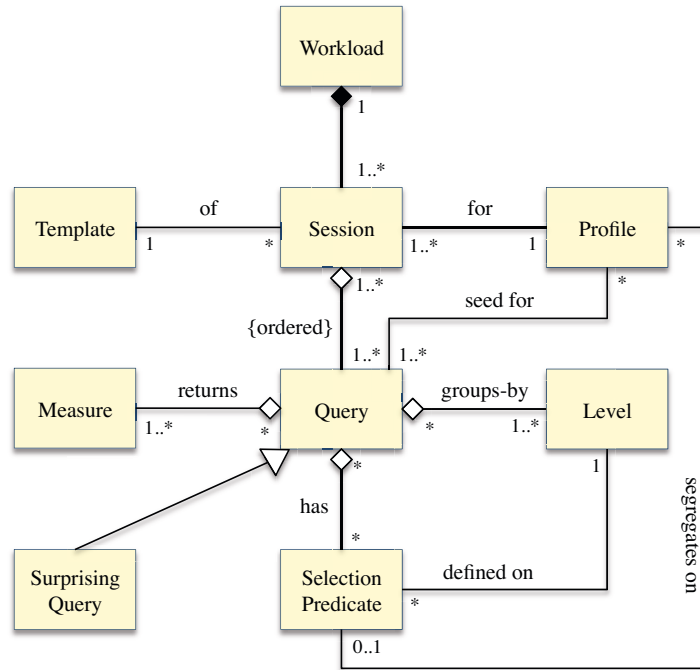 Workload
1
1..*
of
for
Template
Session
Profile
1
*
1..*
1
*
1..*
*
seed for
{ordered}
1..*
1..*
returns
groups-by
Measure
Query
Level
1..*
*
*
1..*
*
1
has
segregates on
*
defined on
Surprising
Query
Selection
Predicate
*
0..1